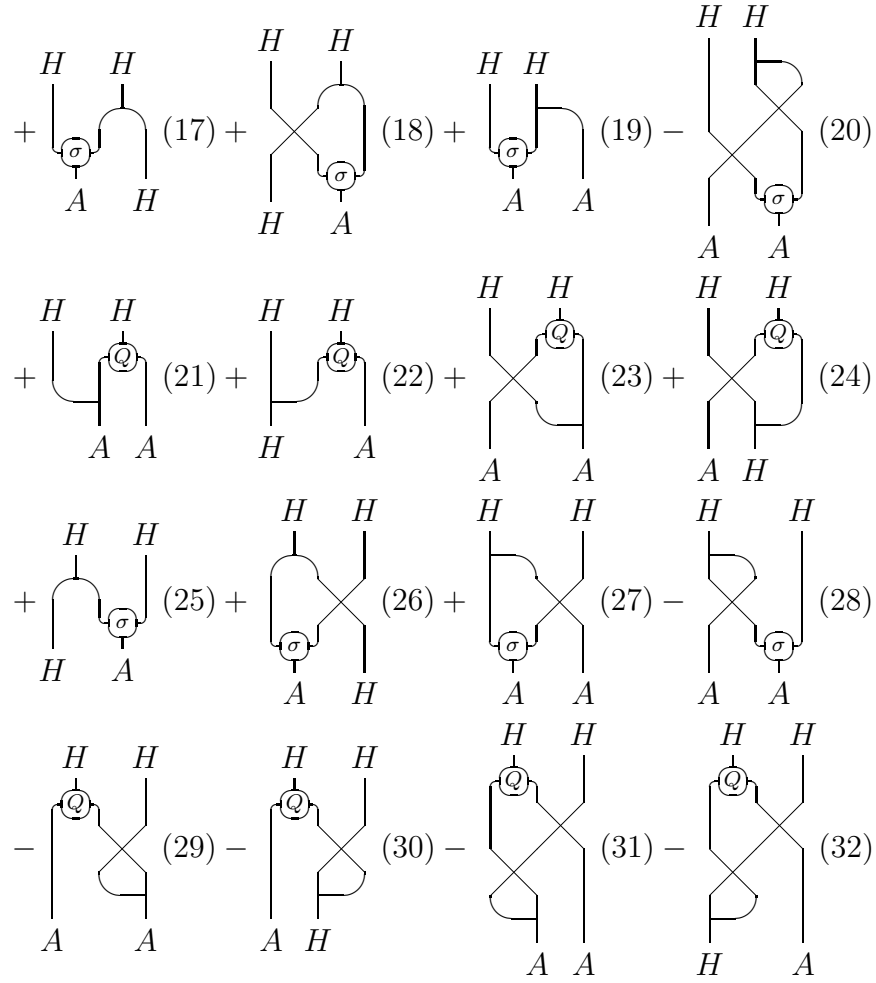 H H H H H H H H
+ σ (17) + σ (18) + σ (19) − σ (20)
A H H A A A A A
H H H H H H H H
+ Q (21) + Q (22) + Q (23) + Q (24)
A A H A A A A H
H H H H H H H H
+ σ (25) + σ (26) + σ (27) − σ (28)
H A A H A A A A
H H H H H H H H
− Q (29) − Q (30) − Q (31) − Q (32)
A A A H A A H A